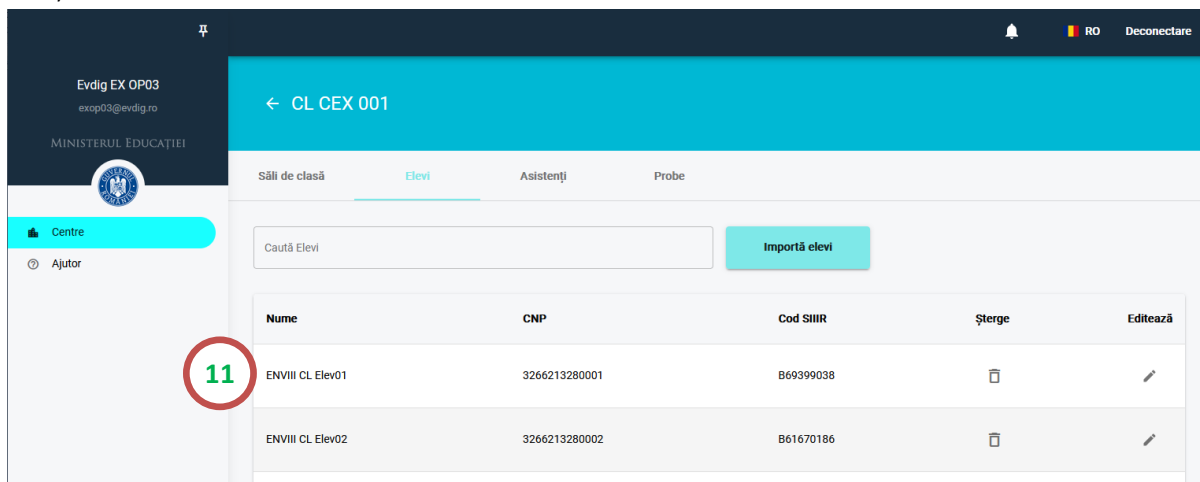 RO Deconectare
Evdig EX OP03
exop03@evdig.ro
MINISTERUL EDUCAȚIEI
GUVERNUL ROMÂNIEI
Centre
Ajutor
← CL CEX 001
Săli de clasă Elevi Asistenți Probe
Caută Elevi Importă elevi
Nume CNP Cod SIIIR Șterge Editează
11 ENVIII CL Elev01 3266213280001 B69399038
ENVIII CL Elev02 3266213280002 B61670186